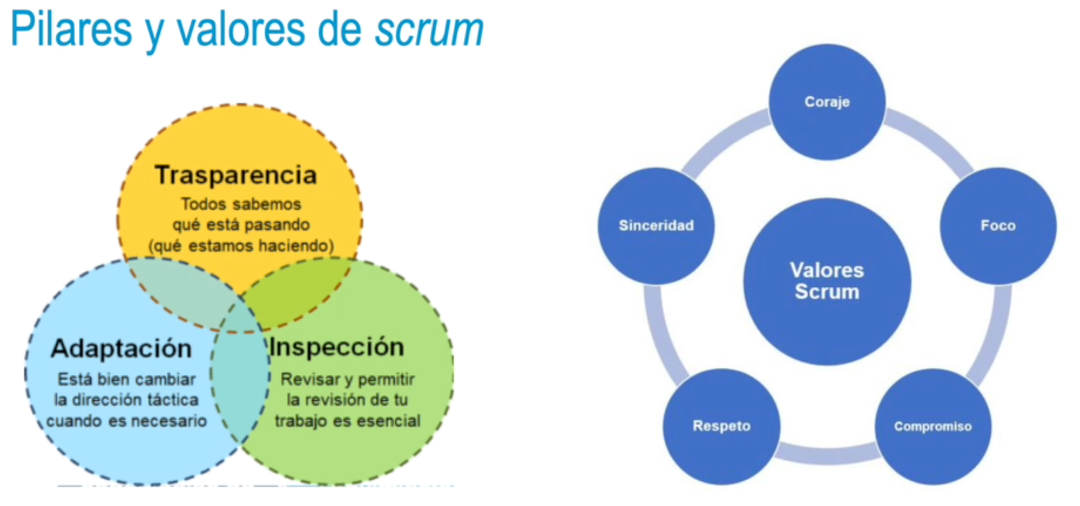 Pilares y valores de scrum
Trasparencia
Todos sabemos
qué está pasando
(qué estamos haciendo)
Adaptación
Está bien cambiar
la dirección táctica
cuando es necesario
Inspección
Revisar y permitir
la revisión de tu
trabajo es esencial
Coraje
Foco
Compromiso
Respeto
Sinceridad
Valores
Scrum